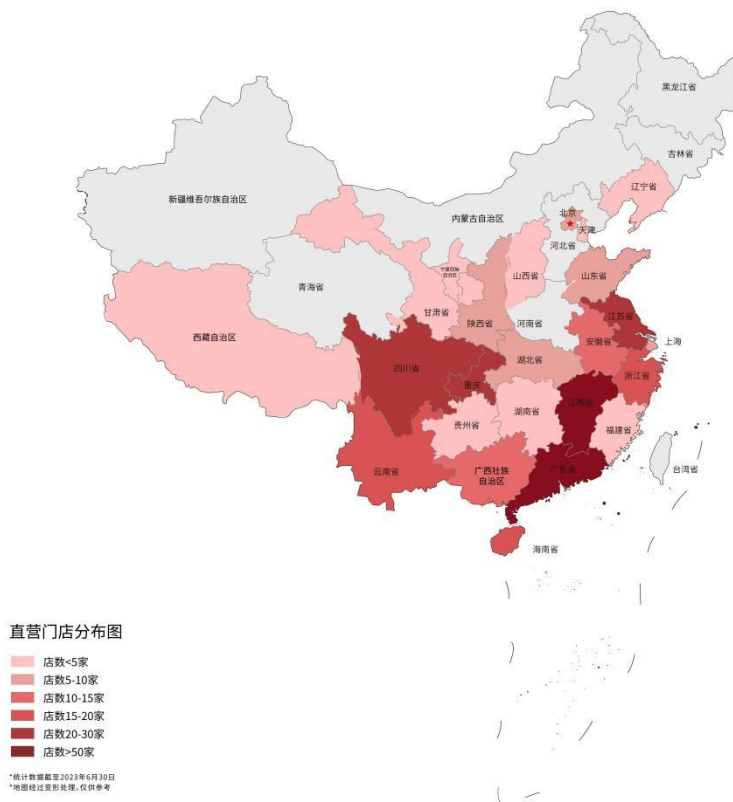 黑龙江省
吉林省
辽宁省
新疆维吾尔族自治区
内蒙古自治区
北京
天津
河北省
山西省
山东省
宁夏回族
自治区
青海省
甘肃省
陕西省
河南省
西藏自治区
江苏省
安徽省
上海
四川省
湖北省
重庆
浙江省
江西省
湖南省
贵州省
福建省
云南省
广西壮族
自治区
广东省
台湾省
海南省
直营门店分布图
店数<5家
店数5-10家
店数10-15家
店数15-20家
店数20-30家
店数>50家
*统计数据截至2023年6月30日
*地图经过变形处理,仅供参考